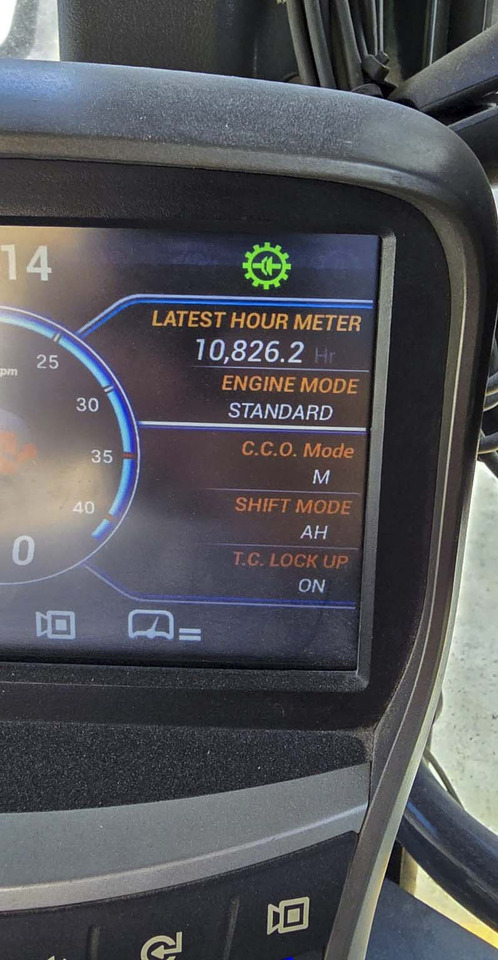 14
LATEST HOUR METER
10,826.2 Hr
ENGINE MODE
STANDARD
25
30
C.C.O. Mode
M
35
SHIFT MODE
AH
40
T.C. LOCK UP
ON
0